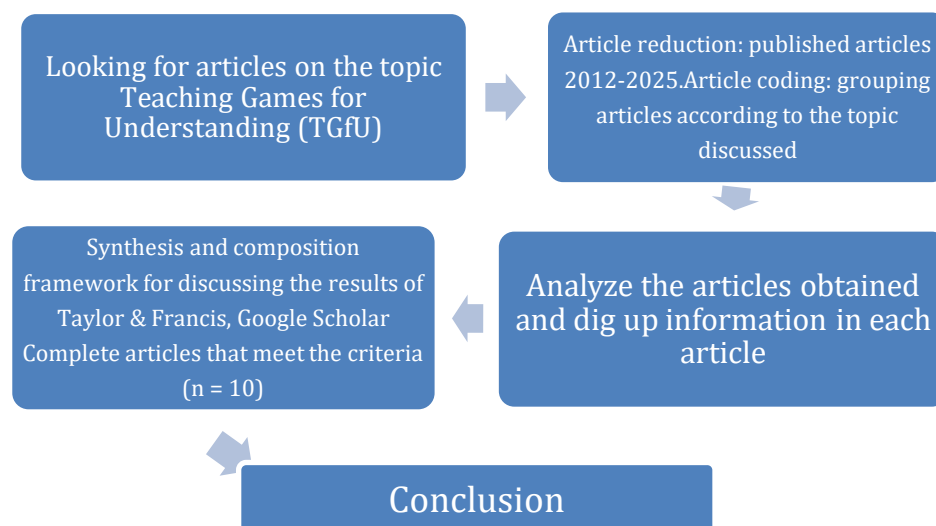 Looking for articles on the topic
Teaching Games for
Understanding (TGfU)
Article reduction: published articles
2012-2025.Article coding: grouping
articles according to the topic
discussed
Analyze the articles obtained
and dig up information in each
article
Synthesis and composition
framework for discussing the results of
Taylor & Francis, Google Scholar
Complete articles that meet the criteria
(n = 10)
Conclusion